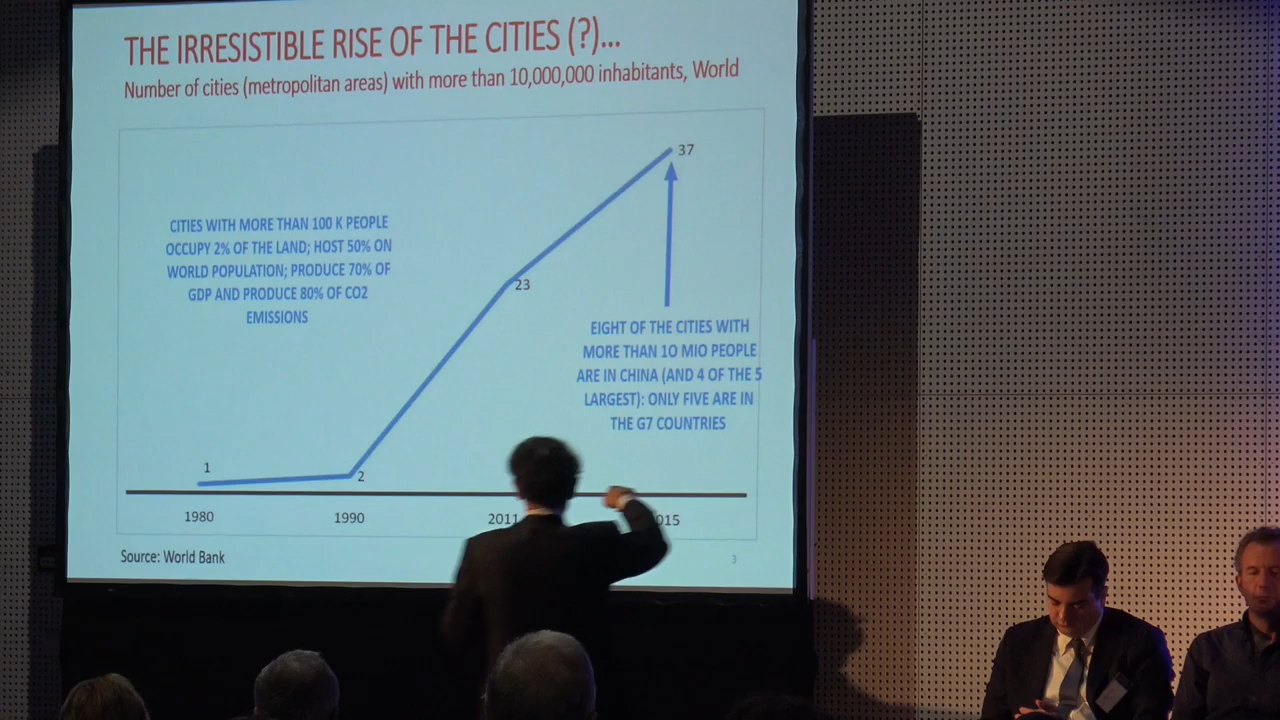 THE IRRESISTIBLE RISE OF THE CITIES (?)...
Number of cities (metropolitan areas) with more than 10,000,000 inhabitants, World
37
CITIES WITH MORE THAN 100 K PEOPLE
OCCUPY 2% OF THE LAND; HOST 50% ON
WORLD POPULATION; PRODUCE 70% OF
GDP AND PRODUCE 80% OF CO2
EMISSIONS
23
EIGHT OF THE CITIES WITH
MORE THAN 1O MIO PEOPLE
ARE IN CHINA (AND 4 OF THE 5
LARGEST): ONLY FIVE ARE IN
THE G7 COUNTRIES
1
2
1980 1990 2011 015
Source: World Bank
3